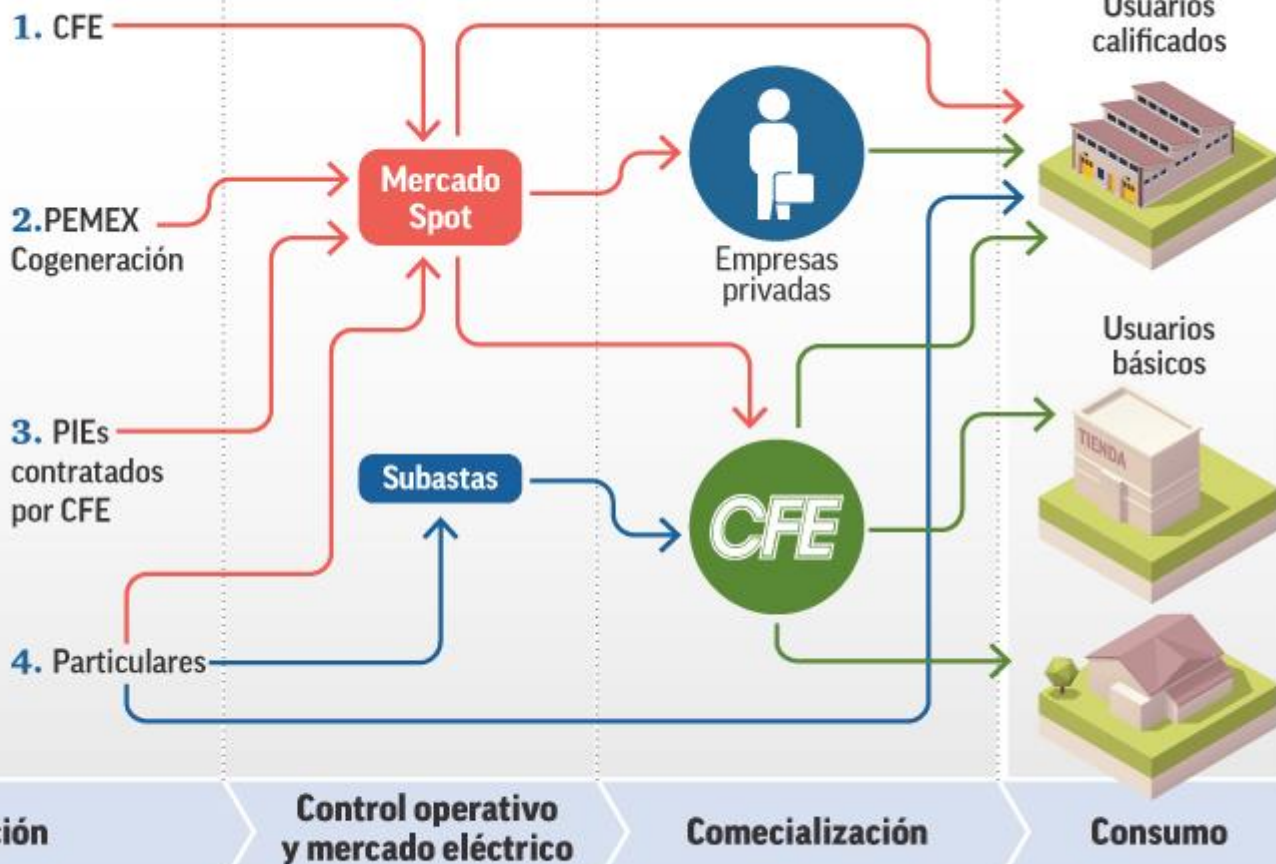 1. CFE
2.PEMEX
Cogeneración
3. PIEs
contratados
por CFE
4. Particulares
Mercado
Spot
Subastas
Empresas
privadas
CFE
Usuarios
calificados
Usuarios
básicos
TIENDA
ción
Control operativo
y mercado eléctrico
Comecialización
Consumo